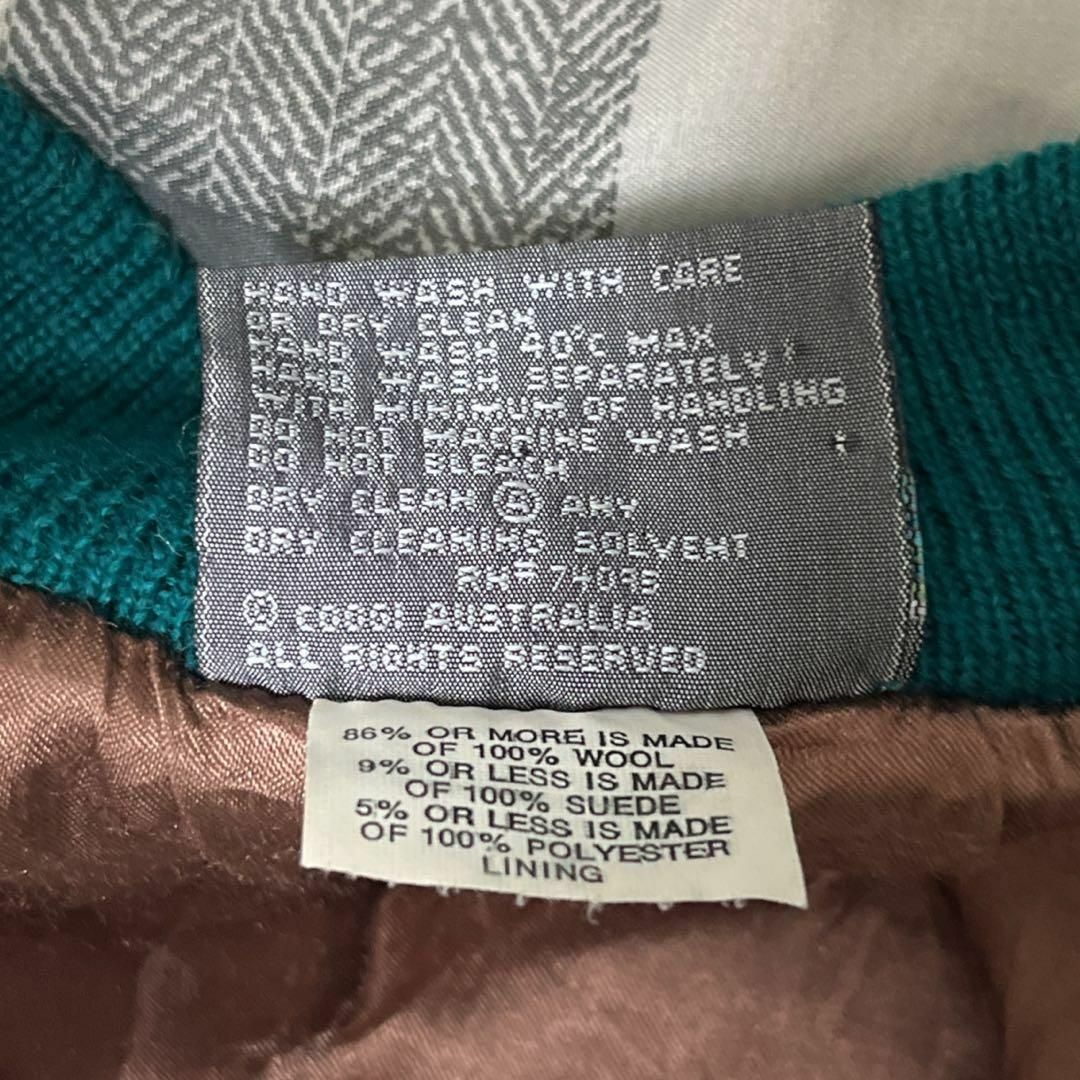 HAND WASH WITH CARE
OR DRY CLEAN
HAND WASH 40°C MAX
HAND WASH SEPARATELY,
WITH MINIMUM OF HANDLING
DO NOT MACHINE WASH
DO NOT BLEACH
DRY CLEAN Ⓐ ANY
DRY CLEANING SOLVENT
RN# 74098
© COOGI AUSTRALIA
ALL RIGHTS RESERVED
86% OR MORE IS MADE
OF 100% WOOL
9% OR LESS IS MADE
OF 100% SUEDE
5% OR LESS IS MADE
OF 100% POLYESTER
LINING